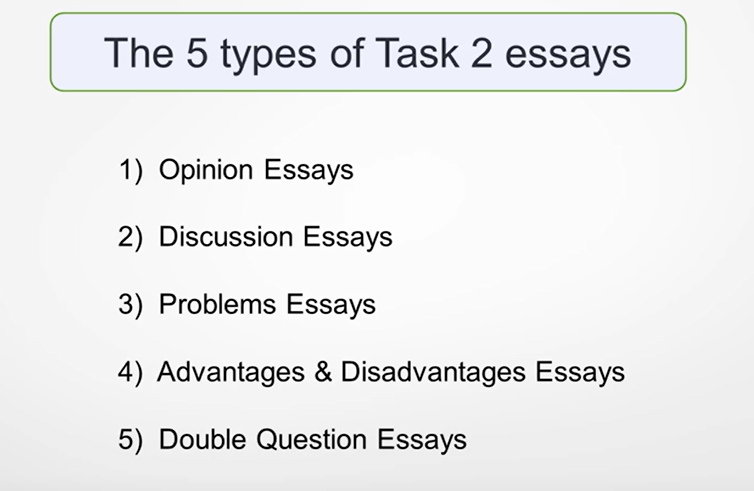 The 5 types of Task 2 essays
1) Opinion Essays
2) Discussion Essays
3) Problems Essays
4) Advantages & Disadvantages Essays
5) Double Question Essays